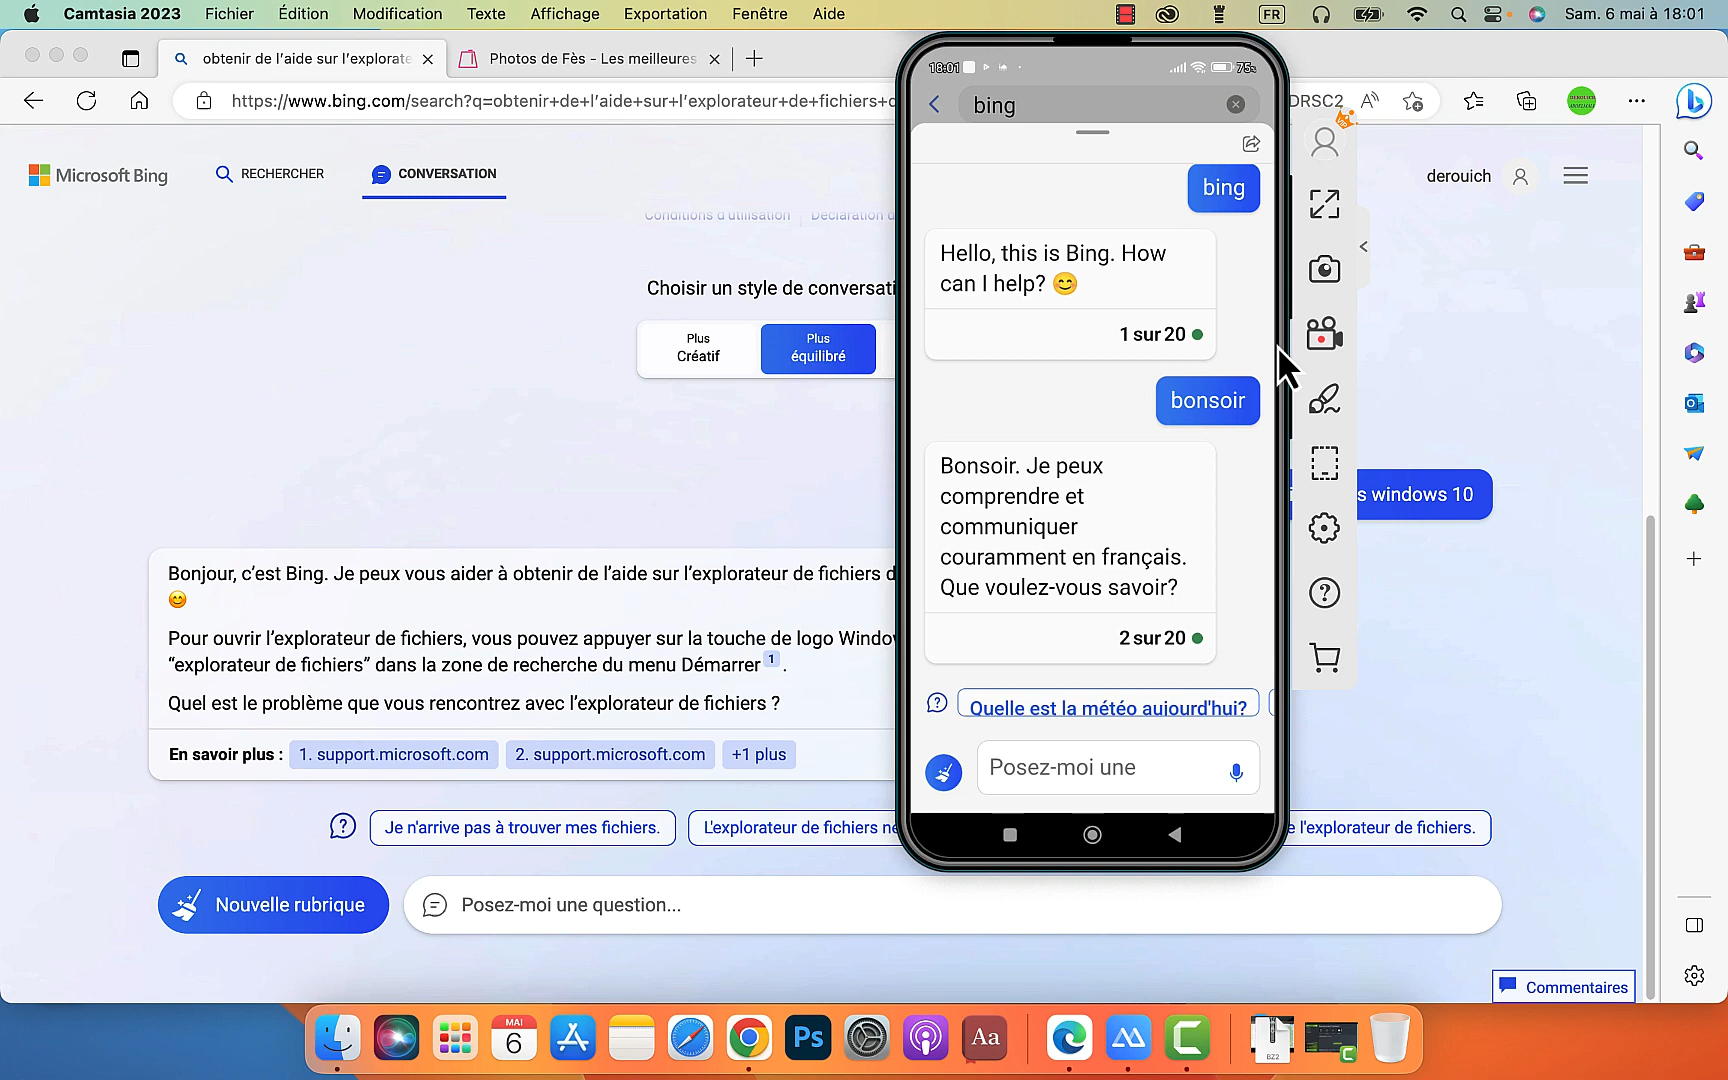 Camtasia 2023 Fichier Édition Modification Texte Affichage Exportation Fenêtre Aide FR Sam. 6 mai à 18:01
obtenir de l'aide sur l'explorate
Photos de Fès - Les meilleures
https://www.bing.com/search?q=obtenir+de+l'aide+sur+l'explorateur+de+fichiers+
DRSC2
Microsoft Bing
RECHERCHER
CONVERSATION
derouich
Conditions d'utilisation
Choisir un style de conversati
Plus
Créatif
Plus
équilibré
s windows 10
Bonjour, c'est Bing. Je peux vous aider à obtenir de l'aide sur l'explorateur de fichiers d
😊
Pour ouvrir l'explorateur de fichiers, vous pouvez appuyer sur la touche de logo Windo
“explorateur de fichiers” dans la zone de recherche du menu Démarrer 1 .
Quel est le problème que vous rencontrez avec l'explorateur de fichiers ?
En savoir plus : 1. support.microsoft.com 2. support.microsoft.com +1 plus
Je n'arrive pas à trouver mes fichiers.
L'explorateur de fichiers ne
e l'explorateur de fichiers.
Nouvelle rubrique
Posez-moi une question...
Commentaires
18:01
75%
bing
bing
Hello, this is Bing. How
can I help? 😊
1 sur 20
bonsoir
Bonsoir. Je peux
comprendre et
communiquer
couramment en français.
Que voulez-vous savoir?
2 sur 20
Quelle est la météo aujourd'hui?
Posez-moi une
MAI
6
Ps
Aa
BZ2